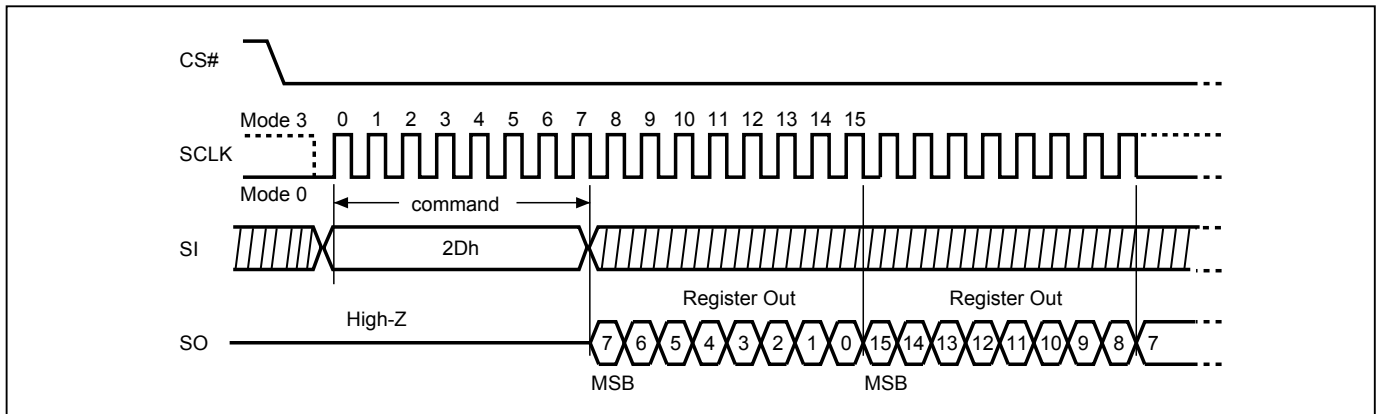 CS#
Mode 3 0 1 2 3 4 5 6 7 8 9 10 11 12 13 14 15
SCLK
Mode 0
command
SI 2Dh
Register Out Register Out
High-Z
SO 7 6 5 4 3 2 1 0 15 14 13 12 11 10 9 8 7
MSB MSB